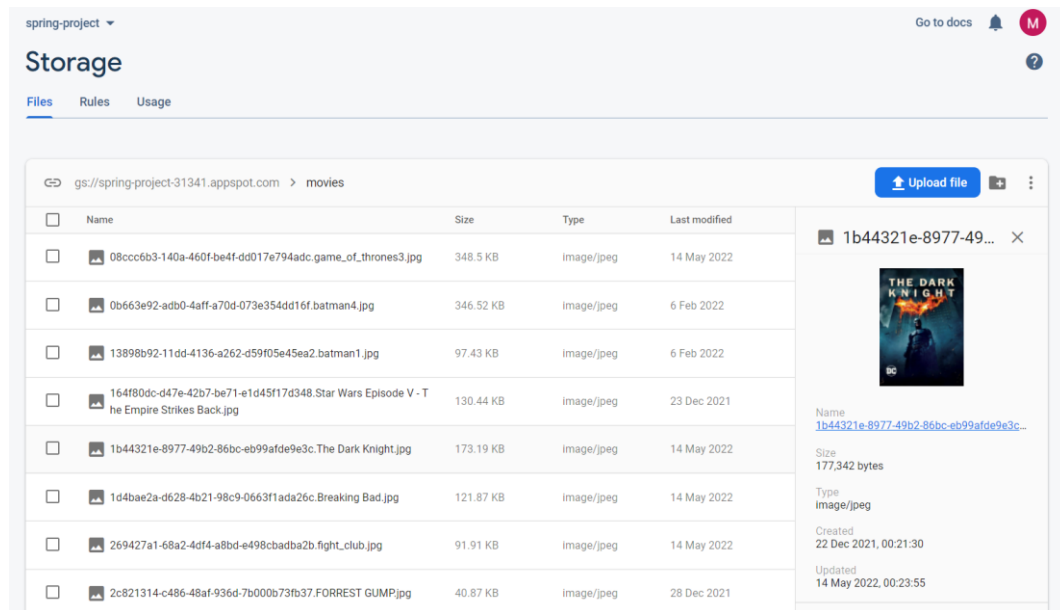 spring-project
Go to docs
M
Storage
?
Files Rules Usage
gs://spring-project-31341.appspot.com > movies
Upload file
Name Size Type Last modified
08ccc6b3-140a-460f-be4f-dd017e794adc.game_of_thrones3.jpg 348.5 KB image/jpeg 14 May 2022
0b663e92-adb0-4aff-a70d-073e354dd16f.batman4.jpg 346.52 KB image/jpeg 6 Feb 2022
13898b92-11dd-4136-a262-d59f05e45ea2.batman1.jpg 97.43 KB image/jpeg 6 Feb 2022
164f80dc-d47e-42b7-be71-e1d45f17d348.Star Wars Episode V - T
he Empire Strikes Back.jpg 130.44 KB image/jpeg 23 Dec 2021
1b44321e-8977-49b2-86bc-eb99afde9e3c.The Dark Knight.jpg 173.19 KB image/jpeg 14 May 2022
1d4bae2a-d628-4b21-98c9-0663f1ada26c.Breaking Bad.jpg 121.87 KB image/jpeg 14 May 2022
269427a1-68a2-4df4-a8bd-e498cbadba2b.fight_club.jpg 91.91 KB image/jpeg 14 May 2022
2c821314-c486-48af-936d-7b000b73fb37.FORREST GUMP.jpg 40.87 KB image/jpeg 28 Dec 2021
1b44321e-8977-49...
THE DARK
KNIGHT
DC
Name
1b44321e-8977-49b2-86bc-eb99afde9e3c...
Size
177,342 bytes
Type
image/jpeg
Created
22 Dec 2021, 00:21:30
Updated
14 May 2022, 00:23:55